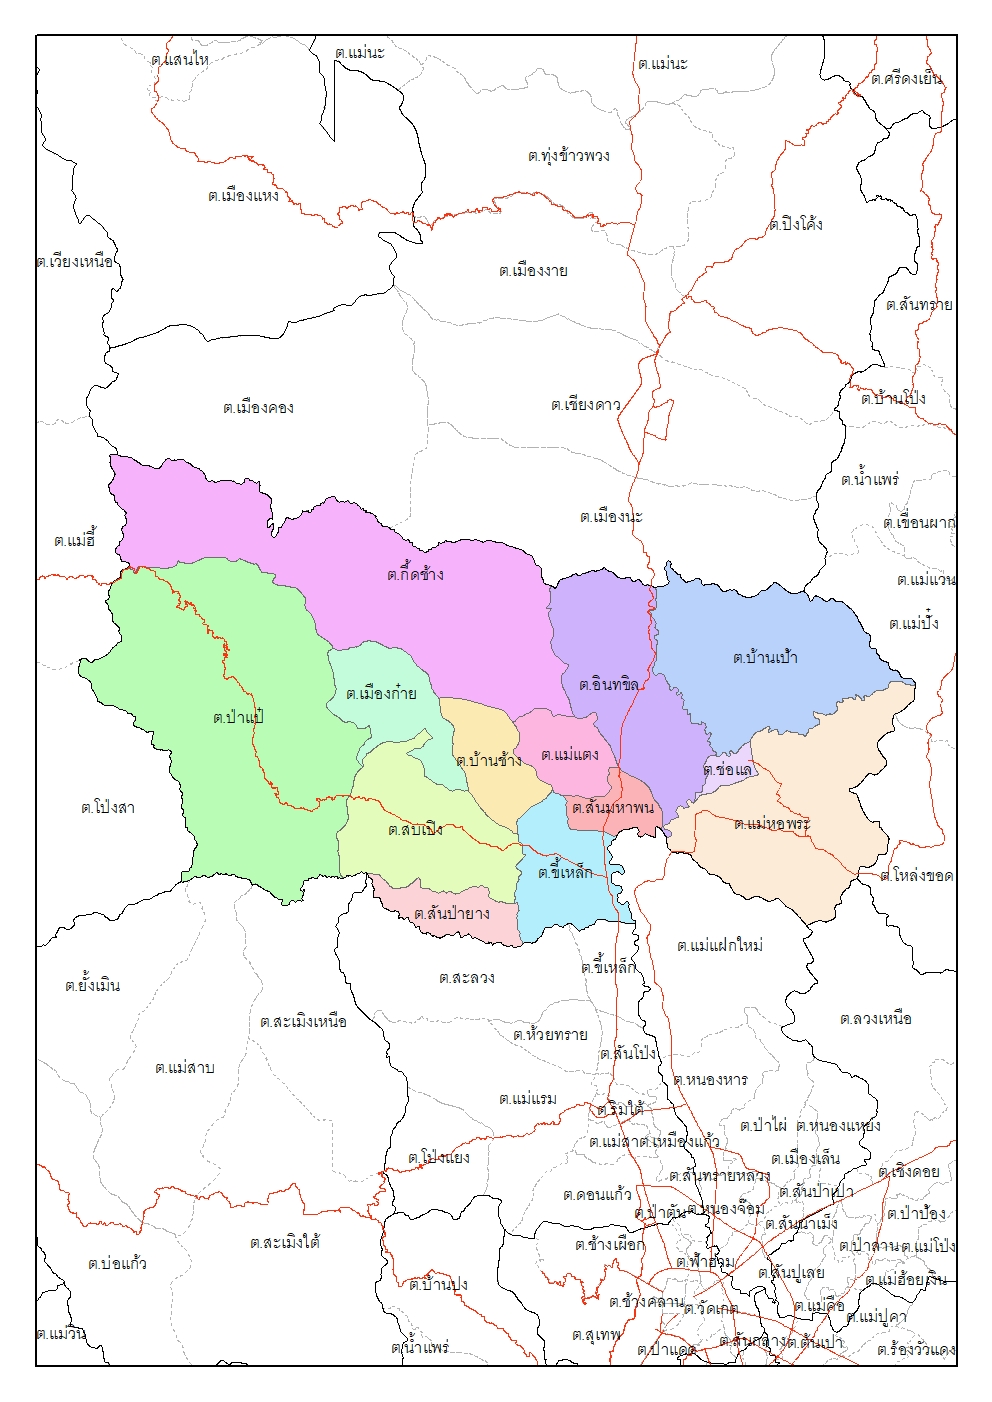 ต.แสนไห
ต.แม่นะ
ต.แม่นะ
ต.ศรีดงเย็น
ต.ทุ่งข้าวพวง
ต.เมืองแหง
ต.ปิงโค้ง
ต.เวียงเหนือ
ต.เมืองงาย
ต.สันทราย
ต.บ้านโป่ง
ต.เมืองคอง
ต.เชียงดาว
ต.น้ำแพร่
ต.เมืองนะ
ต.เขื่อนผาก
ต.แม่ฮี้
ต.กึ้ดช้าง
ต.แม่แวน
ต.แม่ปั๋ง
ต.บ้านเป้า
ต.อินทขิล
ต.เมืองก๋าย
ต.ป่าแป๋
ต.แม่แตง
ต.บ้านช้าง
ต.ช่อแล
ต.โป่งสา
ต.สันมหาพน
ต.แม่หอพระ
ต.สบเปิง
ต.ขี้เหล็ก
ต.โหล่งขอด
ต.สันป่ายาง
ต.แม่แฝกใหม่
ต.ขี้เหล็ก
ต.สะลวง
ต.ยั้งเมิน
ต.สะเมิงเหนือ
ต.ลวงเหนือ
ต.ห้วยทราย
ต.สันโป่ง
ต.แม่สาบ
ต.หนองหาร
ต.แม่แรม
ต.ริมใต้
ต.ป่าไผ่
ต.หนองแหย่ง
ต.แม่สา
ต.เหมืองแก้ว
ต.โป่งแยง
ต.เมืองเล็น
ต.เชิงดอย
ต.สันทรายหลวง
ต.สันป่าเปา
ต.ดอนแก้ว
ต.ป่าตัน
ต.หนองจ๊อม
ต.ป่าป้อง
ต.สันนาเม็ง
ต.สะเมิงใต้
ต.ช้างเผือก
ต.ป่าลาน
ต.แม่โป่ง
ต.บ่อแก้ว
ต.ฟ้าฮ่าม
ต.สันปูเลย
ต.แม่ฮ้อยเงิน
ต.บ้านปง
ต.ช้างคลาน
ต.วัดเกต
ต.แม่คือ
ต.แม่ปูคา
ต.แม่วิน
ต.สุเทพ
ต.สันกลาง
ต.ต้นเปา
ต.น้ำแพร่
ต.ป่าแดด
ต.ร้องวัวแดง